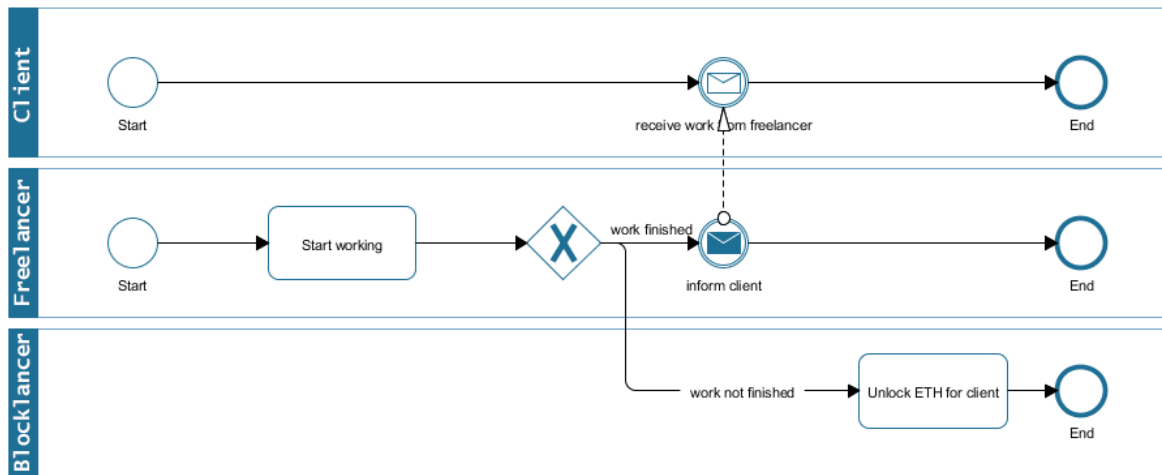 Client
Start
receive work from freelancer
End
Freelancer
Start
Start working
work finished
inform client
End
Blocklancer
work not finished
Unlock ETH for client
End